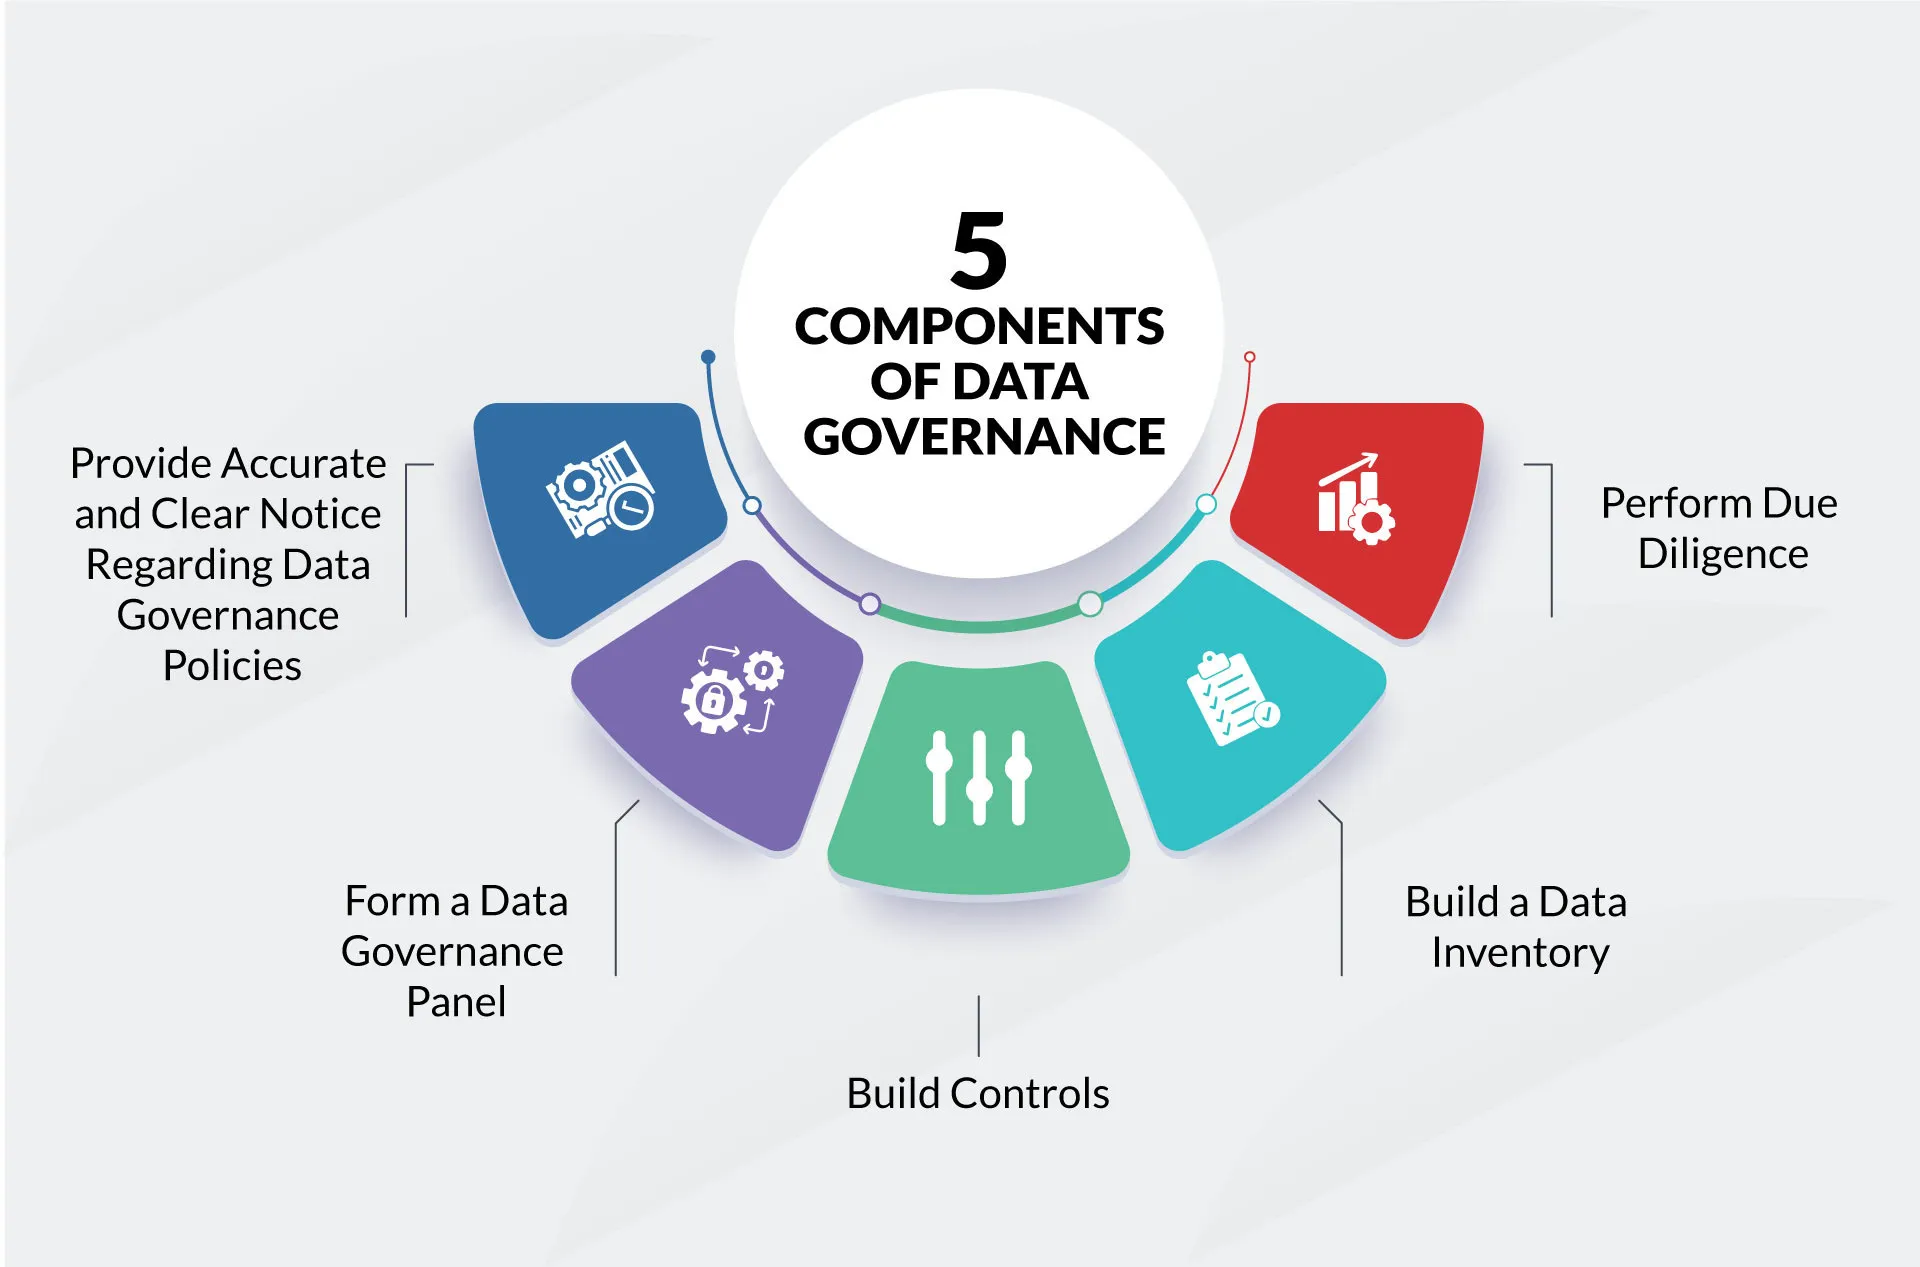 5
COMPONENTS
OF DATA
GOVERNANCE
Provide Accurate
and Clear Notice
Regarding Data
Governance
Policies
Form a Data
Governance
Panel
Build Controls
Build a Data
Inventory
Perform Due
Diligence